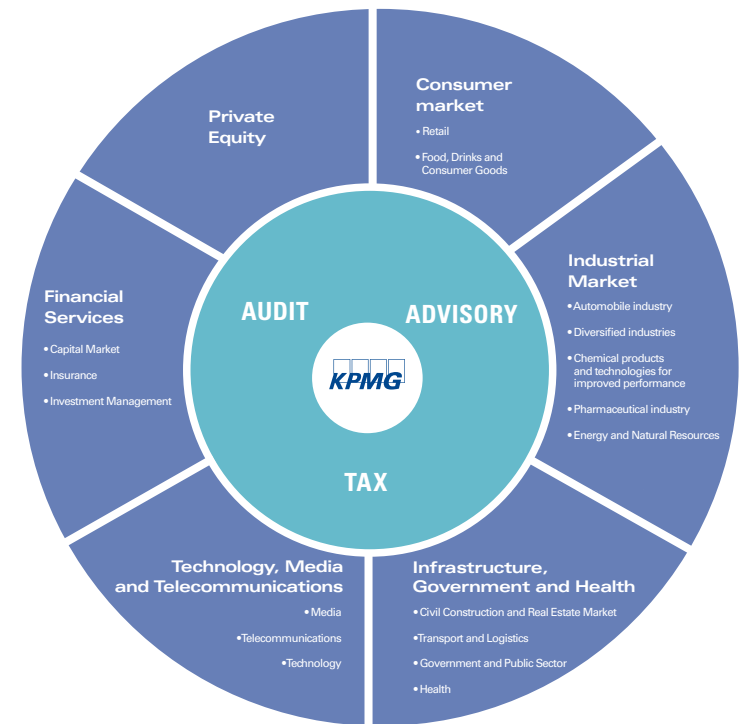 Private
Equity
Consumer
market
• Retail
• Food, Drinks and
Consumer Goods
Industrial
Market
• Automobile industry
• Diversified industries
• Chemical products
and technologies for
improved performance
• Pharmaceutical industry
• Energy and Natural Resources
Financial
Services
• Capital Market
• Insurance
• Investment Management
AUDIT
ADVISORY
KPMG
TAX
Technology, Media
and Telecommunications
• Media
•Telecommunications
•Technology
Infrastructure,
Government and Health
• Civil Construction and Real Estate Market
•Transport and Logistics
• Government and Public Sector
• Health